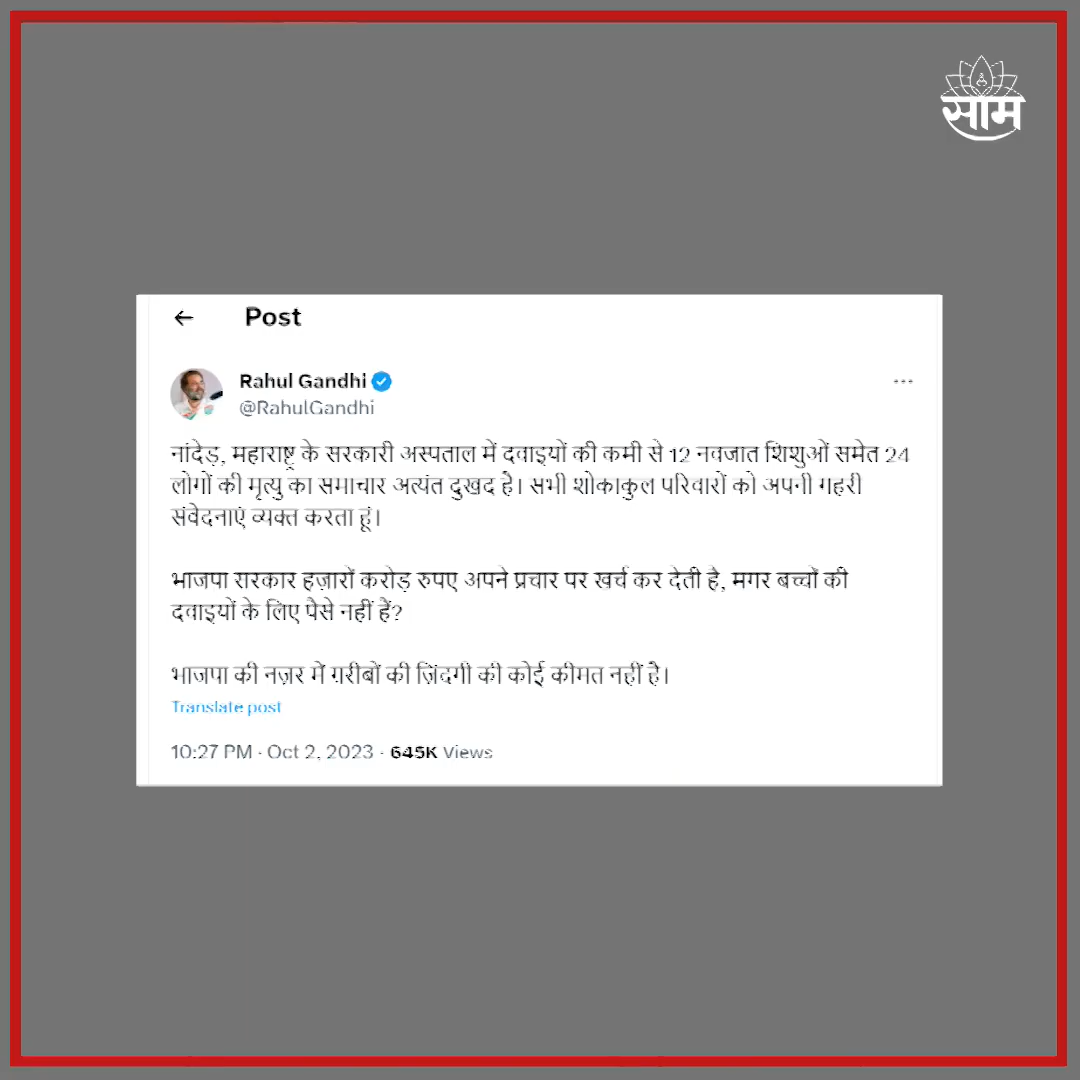 साम
Post
Rahul Gandhi
@RahulGandhi
नांदेड़, महाराष्ट्र के सरकारी अस्पताल में दवाइयों की कमी से 12 नवजात शिशुओं समेत 24
लोगों की मृत्यु का समाचार अत्यंत दुखद है। सभी शोकाकुल परिवारों को अपनी गहरी
संवेदनाएं व्यक्त करता हूं।
भाजपा सरकार हज़ारों करोड़ रुपए अपने प्रचार पर खर्च कर देती है, मगर बच्चों की
दवाइयों के लिए पैसे नहीं हैं?
भाजपा की नज़र में गरीबों की ज़िंदगी की कोई कीमत नहीं है।
Translate post
10:27 PM · Oct 2, 2023 · 645K Views